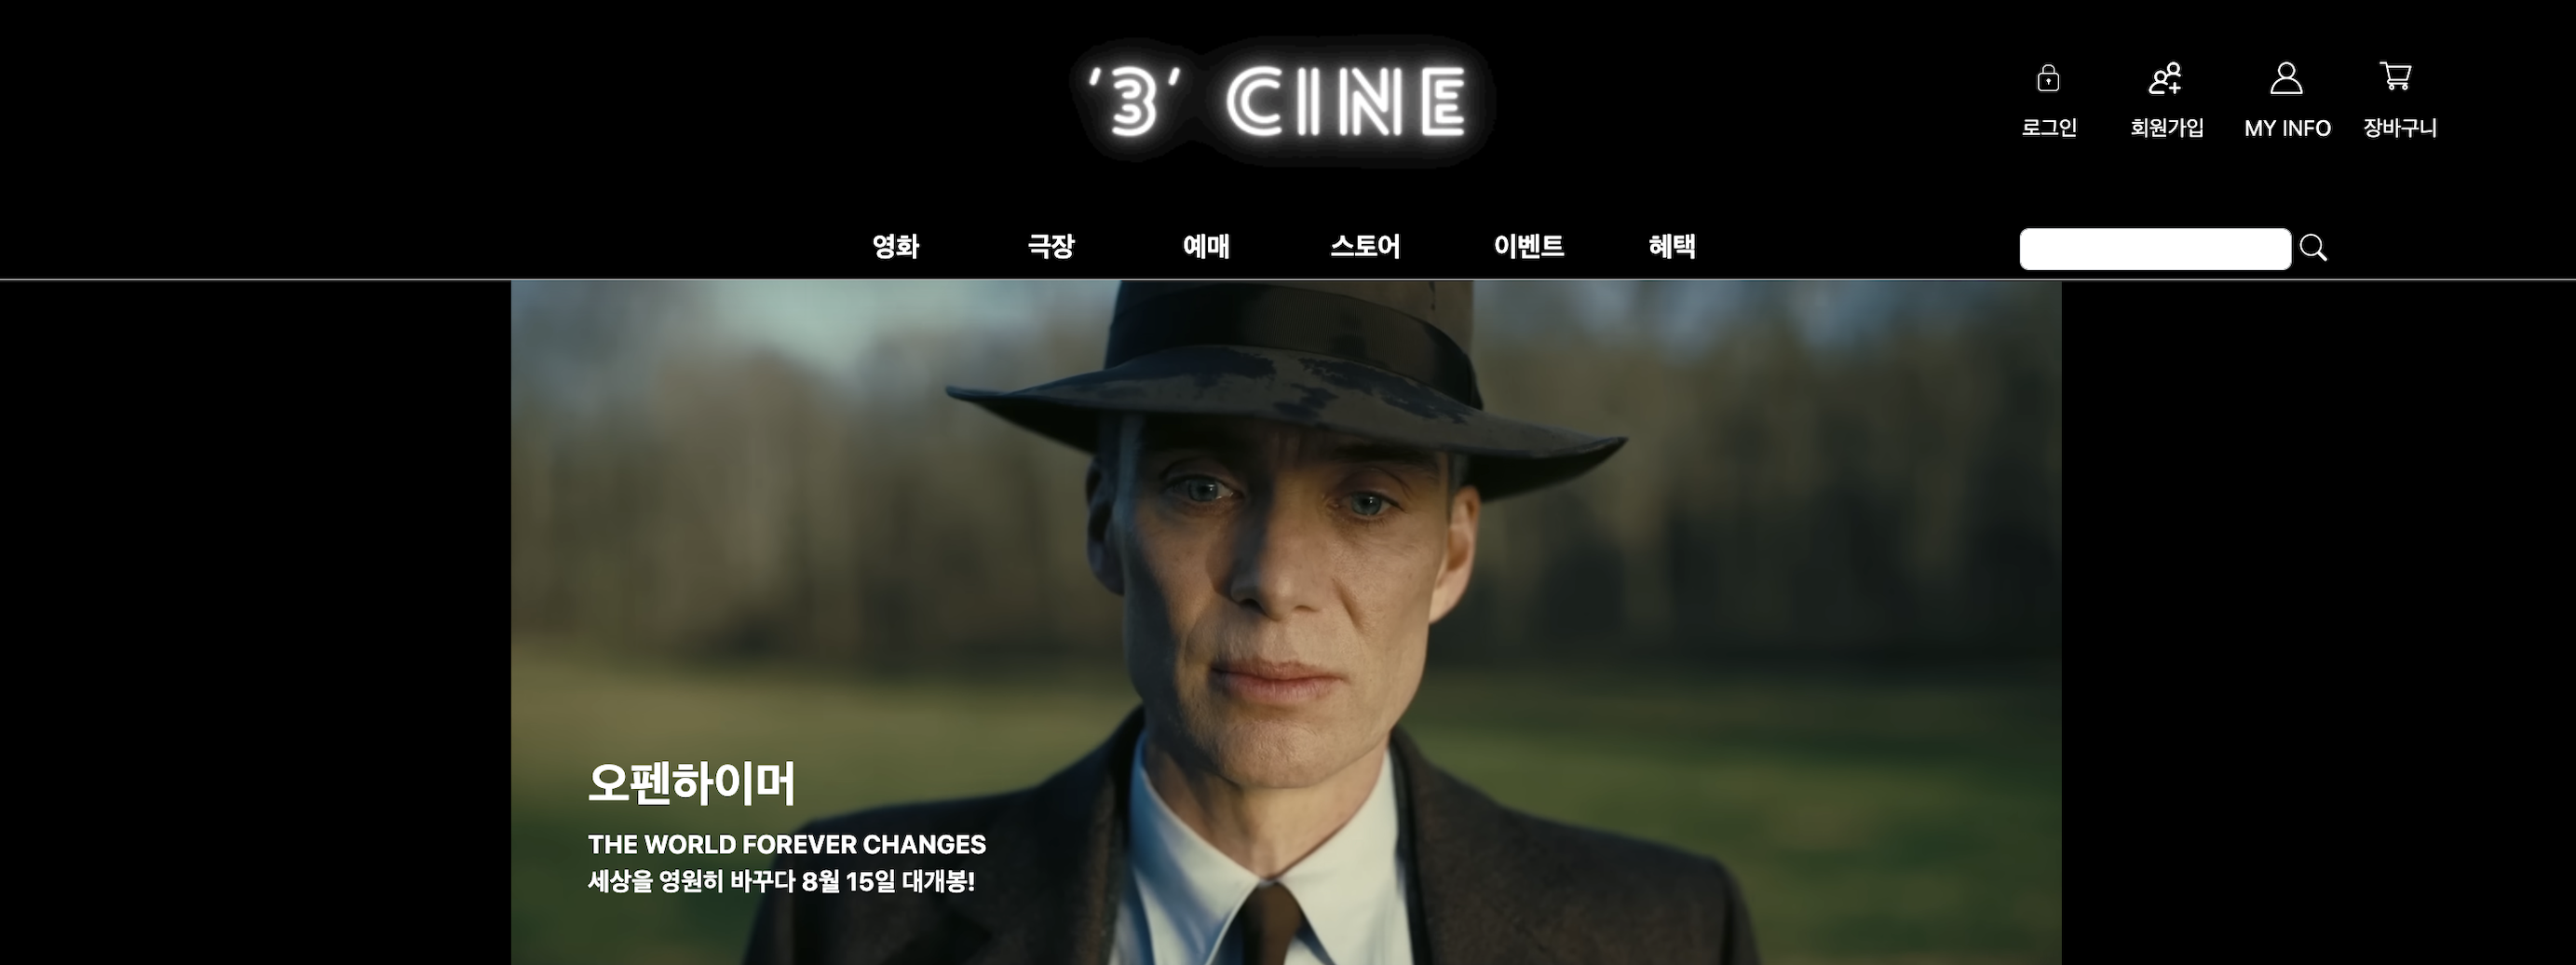 '3' CINE
로그인
회원가입
MY INFO
장바구니
영화
극장
예매
스토어
이벤트
혜택
오펜하이머
THE WORLD FOREVER CHANGES
세상을 영원히 바꾸다 8월 15일 대개봉!